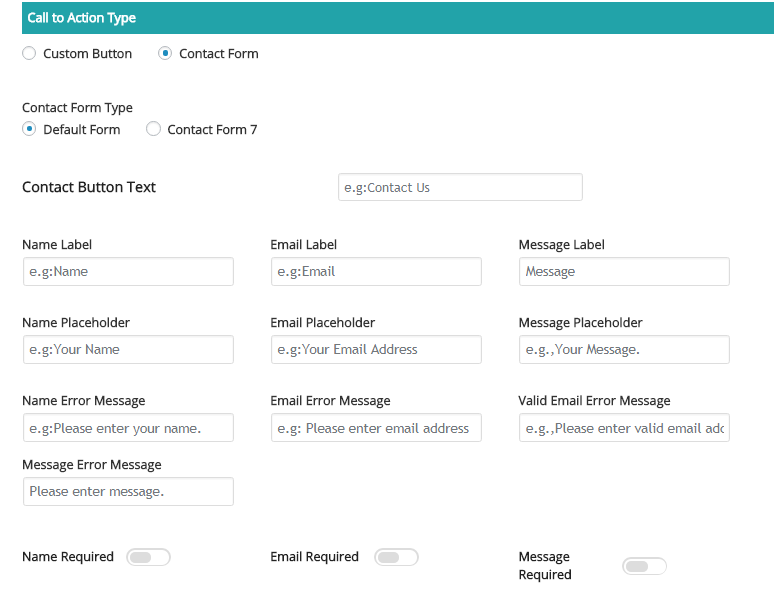 Call to Action Type
Custom Button Contact Form
Contact Form Type
Default Form Contact Form 7
Contact Button Text e.g:Contact Us
Name Label Email Label Message Label
e.g:Name e.g:Email Message
Name Placeholder Email Placeholder Message Placeholder
e.g:Your Name e.g:Your Email Address e.g.,Your Message.
Name Error Message Email Error Message Valid Email Error Message
e.g:Please enter your name. e.g: Please enter email address e.g.,Please enter valid email adc
Message Error Message
Please enter message.
Name Required Email Required Message
Required